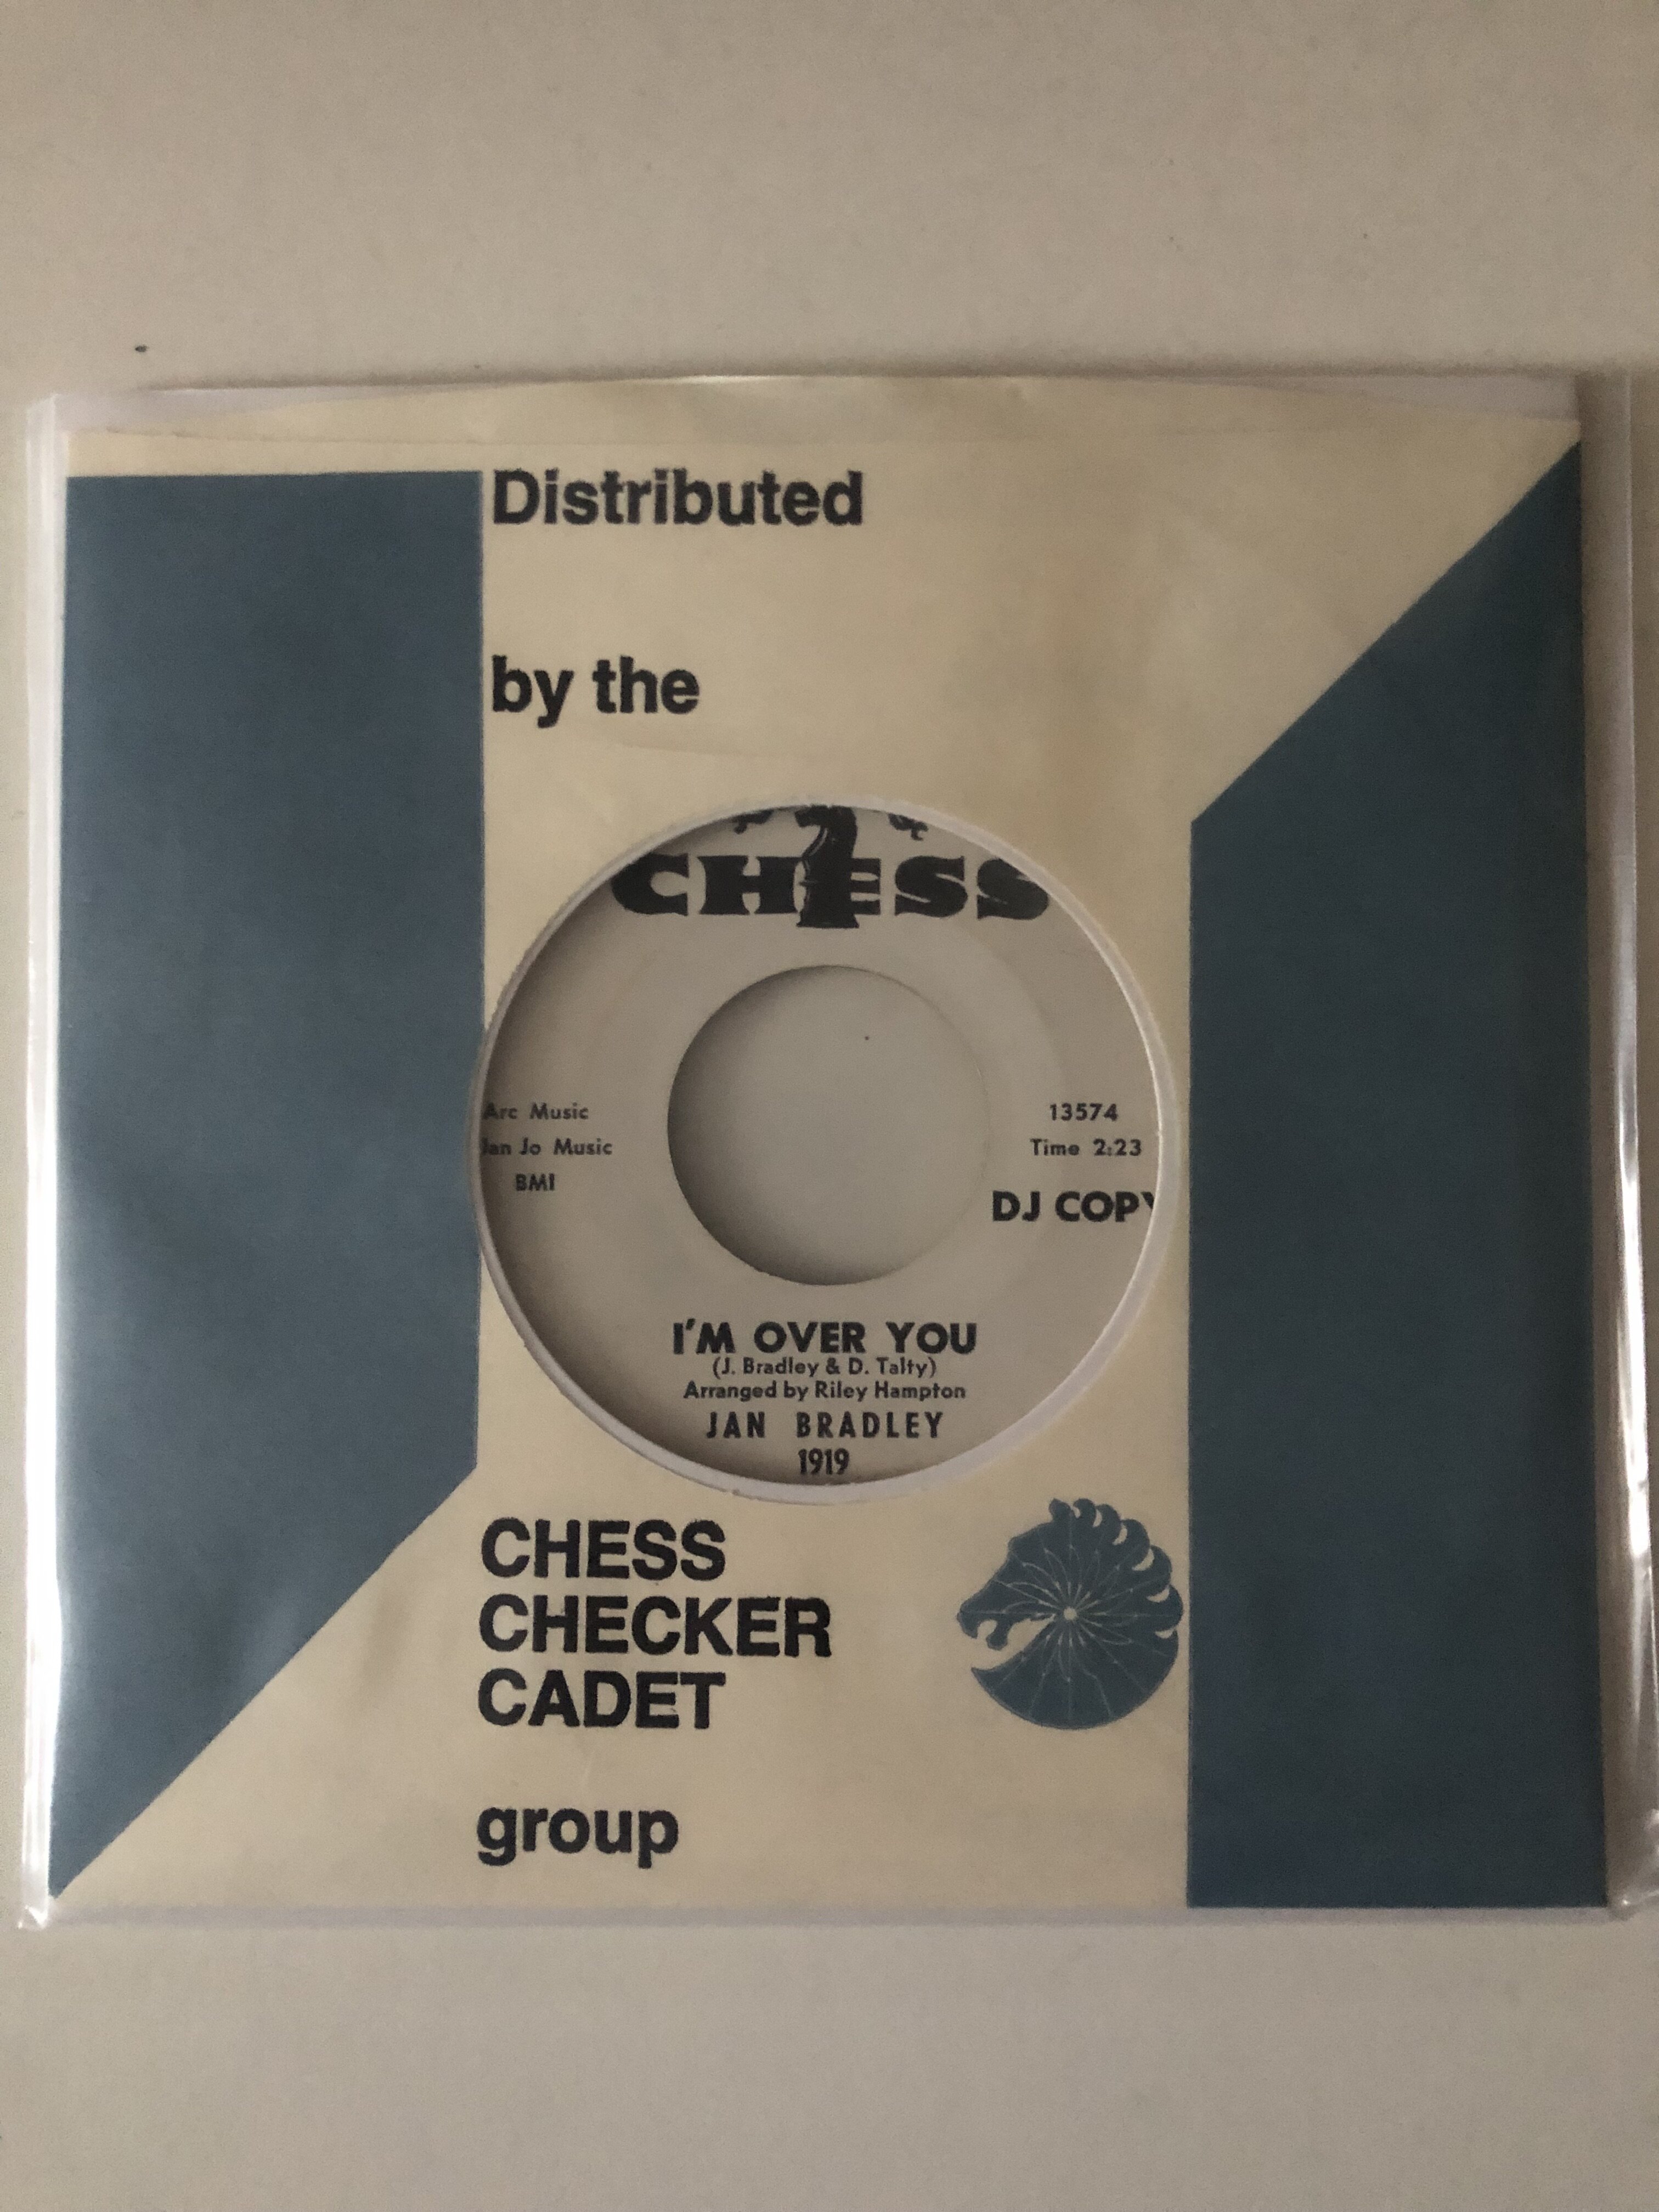 Distributed
by the
CHESS
Arc Music
Jan Jo Music
BMI
13574
Time 2:23
DJ COPY
I'M OVER YOU
(J. Bradley & D. Talty)
Arranged by Riley Hampton
JAN BRADLEY
1919
CHESS
CHECKER
CADET
group